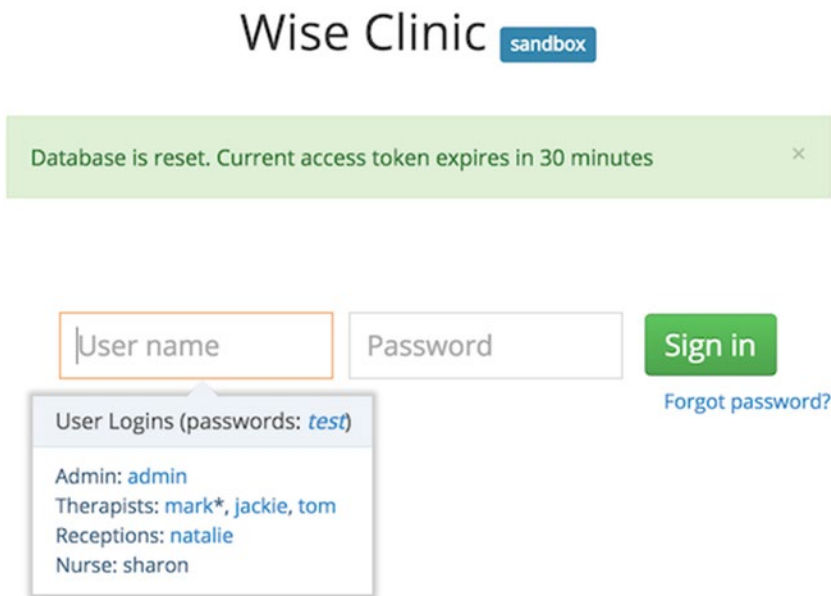 Wise Clinic sandbox
Database is reset. Current access token expires in 30 minutes ×
User name Password Sign in
Forgot password?
User Logins (passwords: test)
Admin: admin
Therapists: mark*, jackie, tom
Receptions: natalie
Nurse: sharon